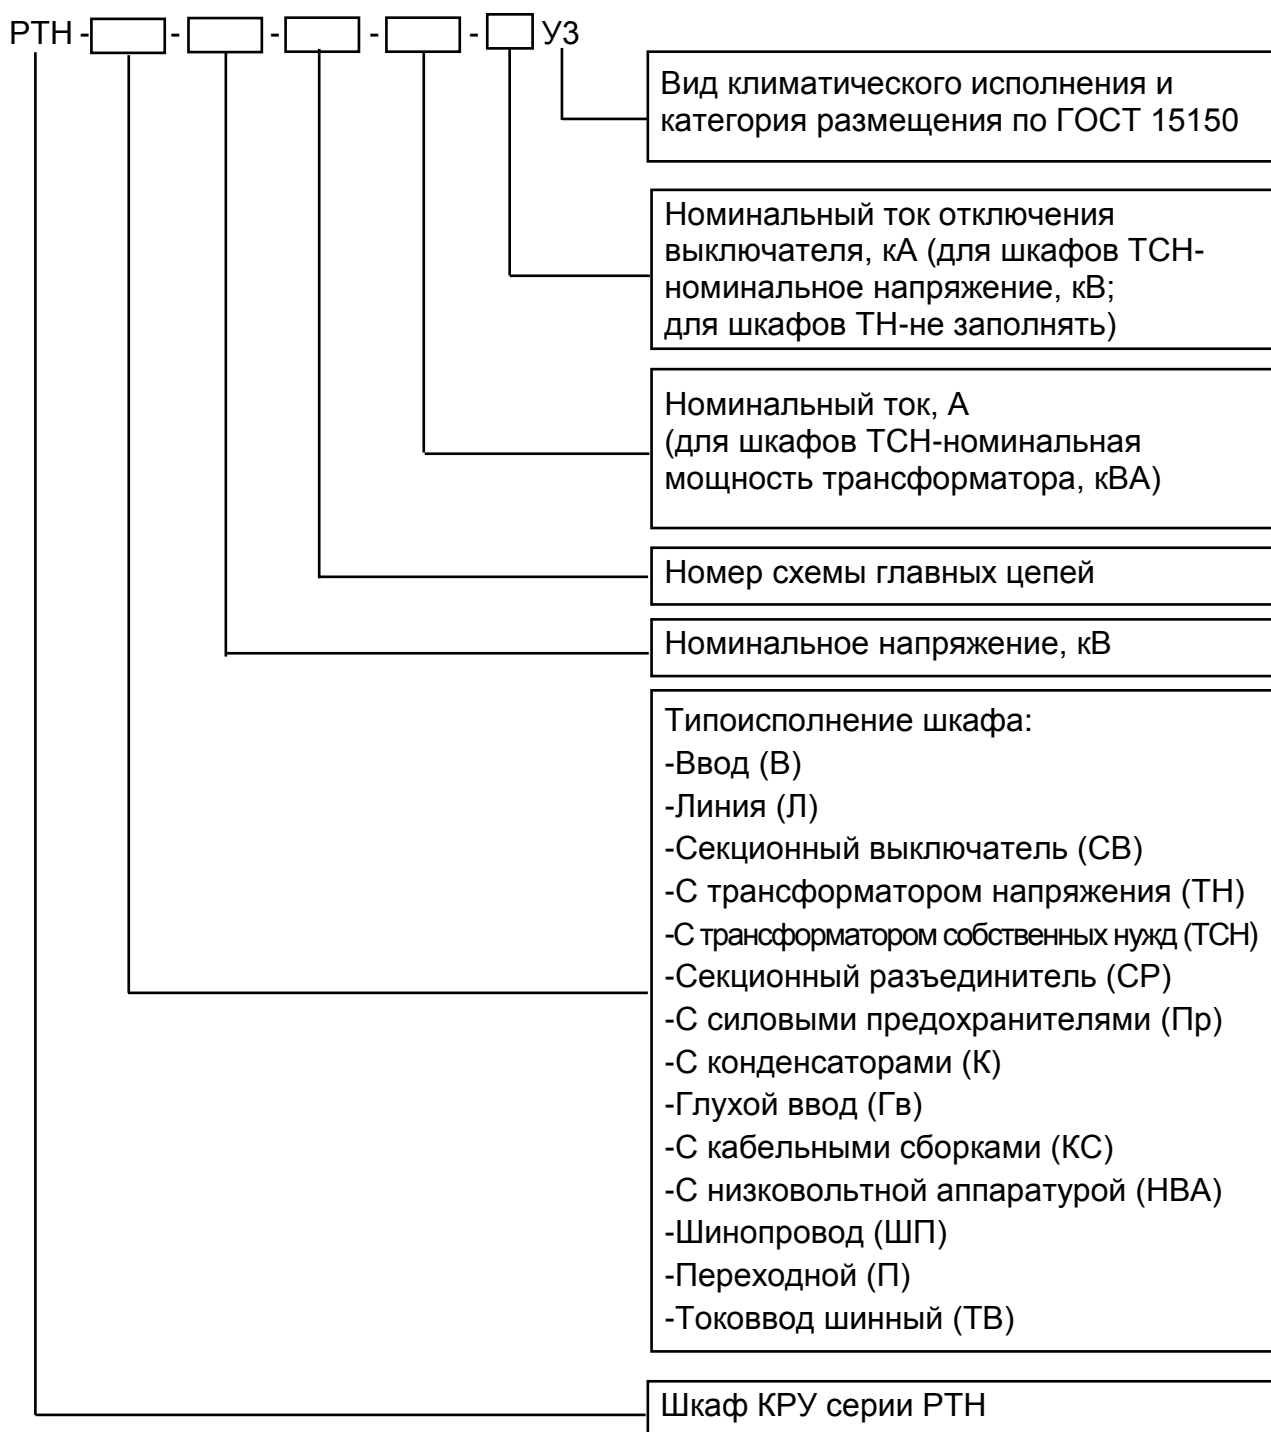 РТН - - - - - У3
Вид климатического исполнения и
категория размещения по ГОСТ 15150
Номинальный ток отключения
выключателя, кА (для шкафов ТСН-
номинальное напряжение, кВ;
для шкафов ТН-не заполнять)
Номинальный ток, А
(для шкафов ТСН-номинальная
мощность трансформатора, кВА)
Номер схемы главных цепей
Номинальное напряжение, кВ
Типоисполнение шкафа:
-Ввод (В)
-Линия (Л)
-Секционный выключатель (СВ)
-С трансформатором напряжения (ТН)
-С трансформатором собственных нужд (ТСН)
-Секционный разъединитель (СР)
-С силовыми предохранителями (Пр)
-С конденсаторами (К)
-Глухой ввод (Гв)
-С кабельными сборками (КС)
-С низковольтной аппаратурой (НВА)
-Шинопровод (ШП)
-Переходной (П)
-Токоввод шинный (ТВ)
Шкаф КРУ серии РТН